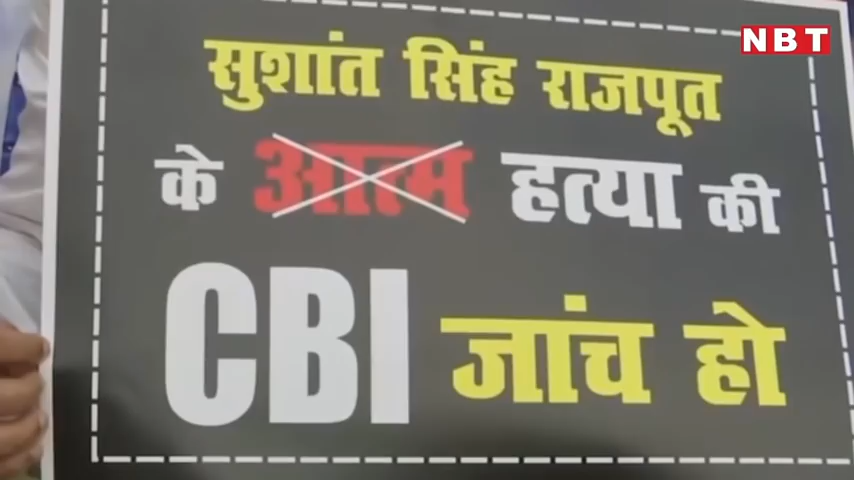 NBT
सुशांत सिंह राजपूत
के आत्म हत्या की
CBI जांच हो